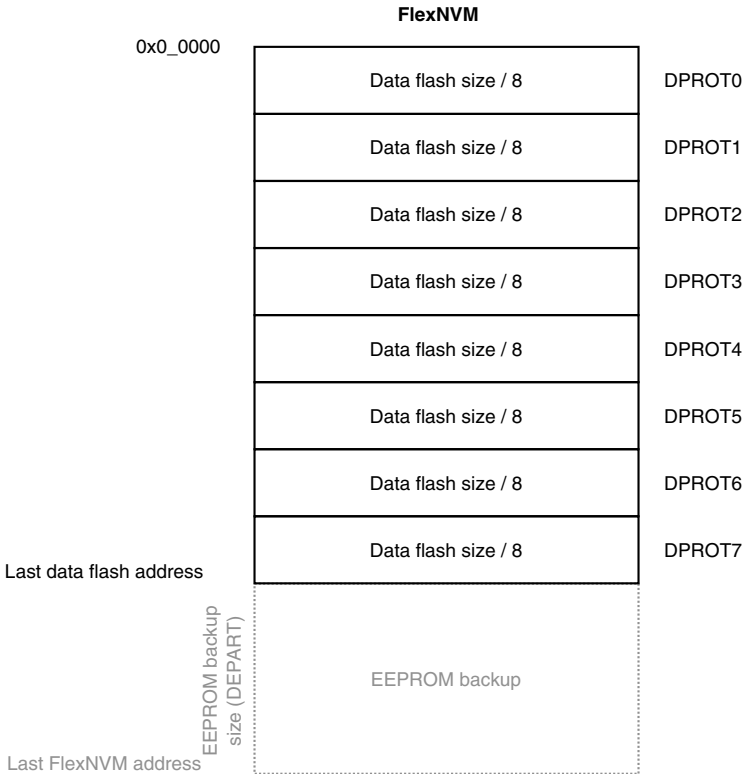 FlexNVM
0x0_0000
Data flash size / 8 DPROT0
Data flash size / 8 DPROT1
Data flash size / 8 DPROT2
Data flash size / 8 DPROT3
Data flash size / 8 DPROT4
Data flash size / 8 DPROT5
Data flash size / 8 DPROT6
Data flash size / 8 DPROT7
Last data flash address
EEPROM backup
size (DEPART)
EEPROM backup
Last FlexNVM address